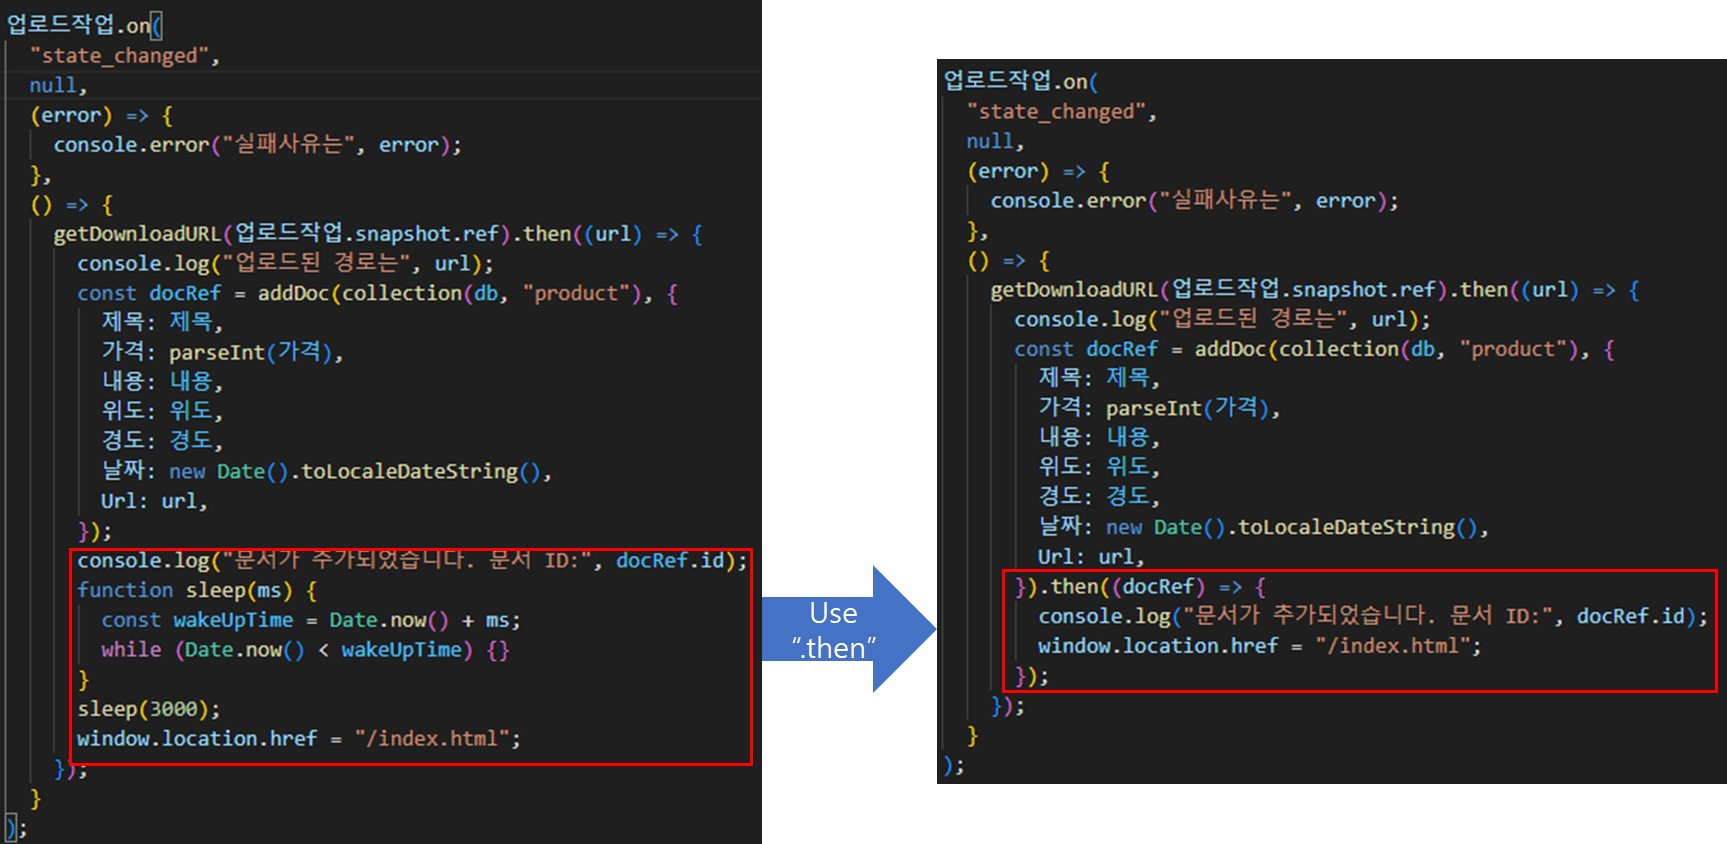 업로드작업.on(
"state_changed",
null,
(error) => {
console.error("실패사유는", error);
},
() => {
getDownloadURL(업로드작업.snapshot.ref).then((url) => {
console.log("업로드된 경로는", url);
const docRef = addDoc(collection(db, "product"), {
제목: 제목,
가격: parseInt(가격),
내용: 내용,
위도: 위도,
경도: 경도,
날짜: new Date().toLocaleDateString(),
Url: url,
});
console.log("문서가 추가되었습니다. 문서 ID:", docRef.id);
function sleep(ms) {
const wakeUpTime = Date.now() + ms;
while (Date.now() < wakeUpTime) {}
}
sleep(3000);
window.location.href = "/index.html";
});
}
);
Use
“.then”
업로드작업.on(
"state_changed",
null,
(error) => {
console.error("실패사유는", error);
},
() => {
getDownloadURL(업로드작업.snapshot.ref).then((url) => {
console.log("업로드된 경로는", url);
const docRef = addDoc(collection(db, "product"), {
제목: 제목,
가격: parseInt(가격),
내용: 내용,
위도: 위도,
경도: 경도,
날짜: new Date().toLocaleDateString(),
Url: url,
}).then((docRef) => {
console.log("문서가 추가되었습니다. 문서 ID:", docRef.id);
window.location.href = "/index.html";
});
});
}
);